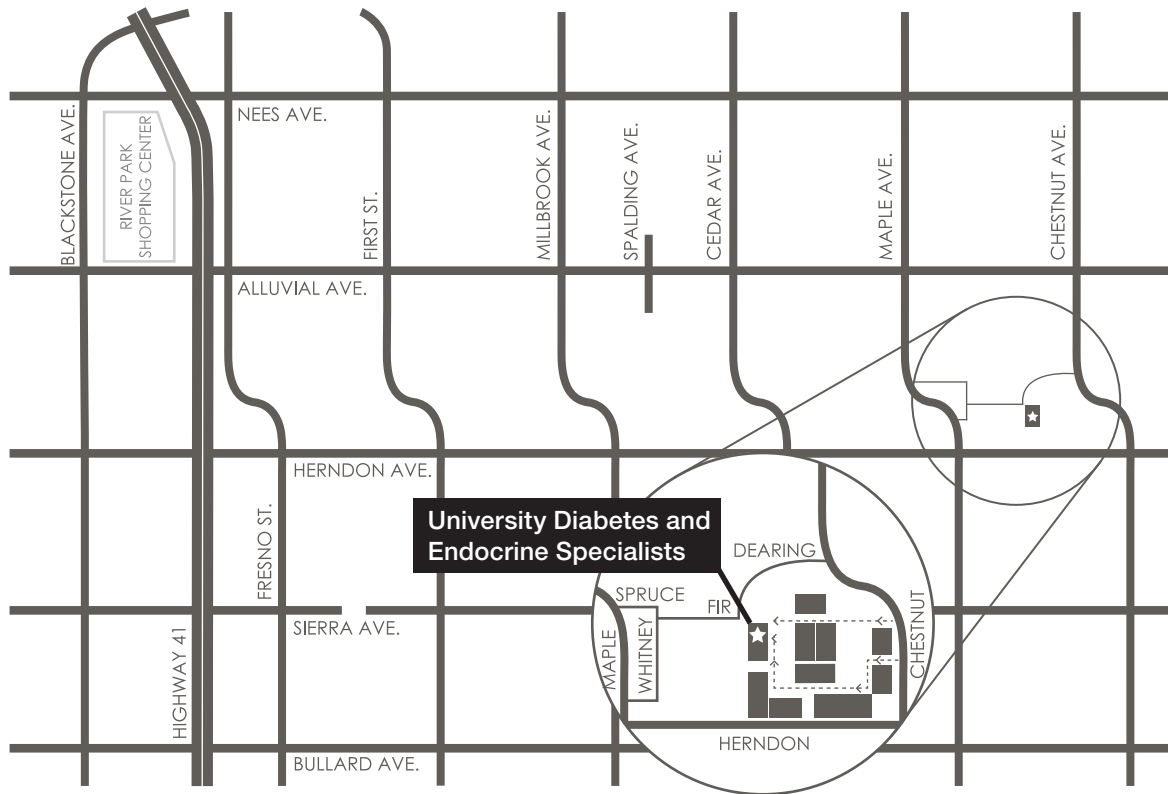 NEES AVE.
BLACKSTONE AVE.
RIVER PARK
SHOPPING CENTER
FIRST ST.
MILLBROOK AVE.
SPALDING AVE.
CEDAR AVE.
MAPLE AVE.
CHESTNUT AVE.
ALLUVIAL AVE.
HERNDON AVE.
FRESNO ST.
University Diabetes and
Endocrine Specialists
DEARING
SPRUCE
FIR
SIERRA AVE.
HIGHWAY 41
MAPLE
WHITNEY
CHESTNUT
HERNDON
BULLARD AVE.